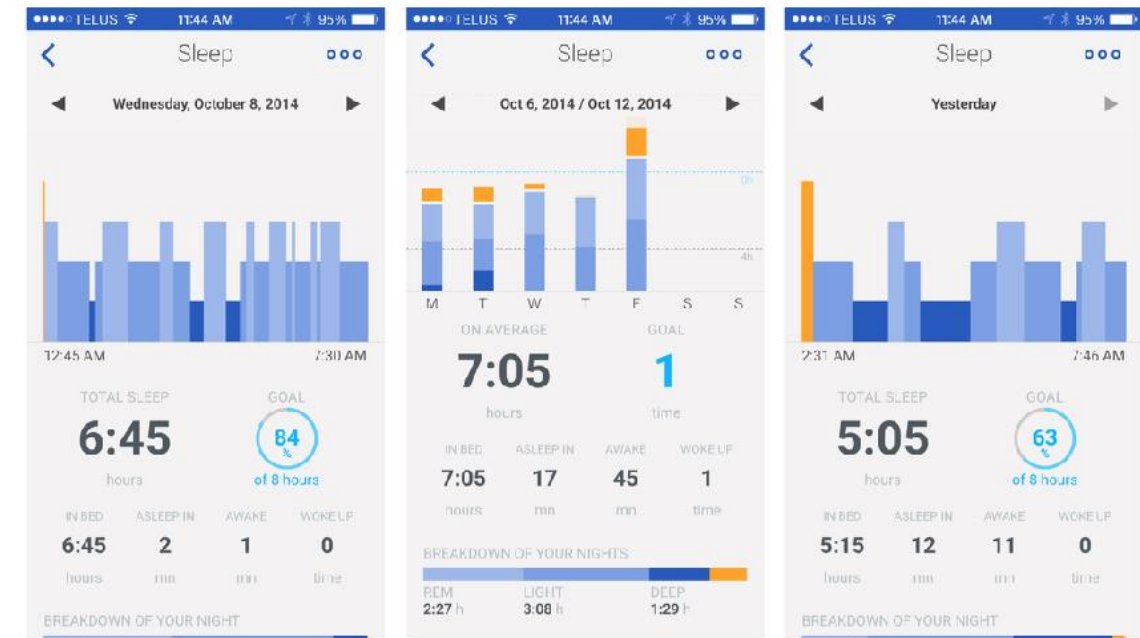 TELUS 11:44 AM 95%
Sleep
Wednesday, October 8, 2014
12:45 AM 7:30 AM
TOTAL SLEEP GOAL
6:45 84 %
hours of 8 hours
IN BED ASLEEP IN AWAKE WOKE UP
6:45 2 1 0
hours mn mn time
BREAKDOWN OF YOUR NIGHT
TELUS 11:44 AM 95%
Sleep
Oct 6, 2014 / Oct 12, 2014
4h
M T W T F S S
ON AVERAGE GOAL
7:05 1
hours time
IN BED ASLEEP IN AWAKE WOKE UP
7:05 17 45 1
hours mn mn time
BREAKDOWN OF YOUR NIGHTS
REM LIGHT DEEP
2:27 h 3:08 h 1:29 h
TELUS 11:44 AM 95%
Sleep
Yesterday
2:31 AM 7:46 AM
TOTAL SLEEP GOAL
5:05 63 %
hours of 8 hours
IN BED ASLEEP IN AWAKE WOKE UP
5:15 12 11 0
hours mn mn time
BREAKDOWN OF YOUR NIGHT